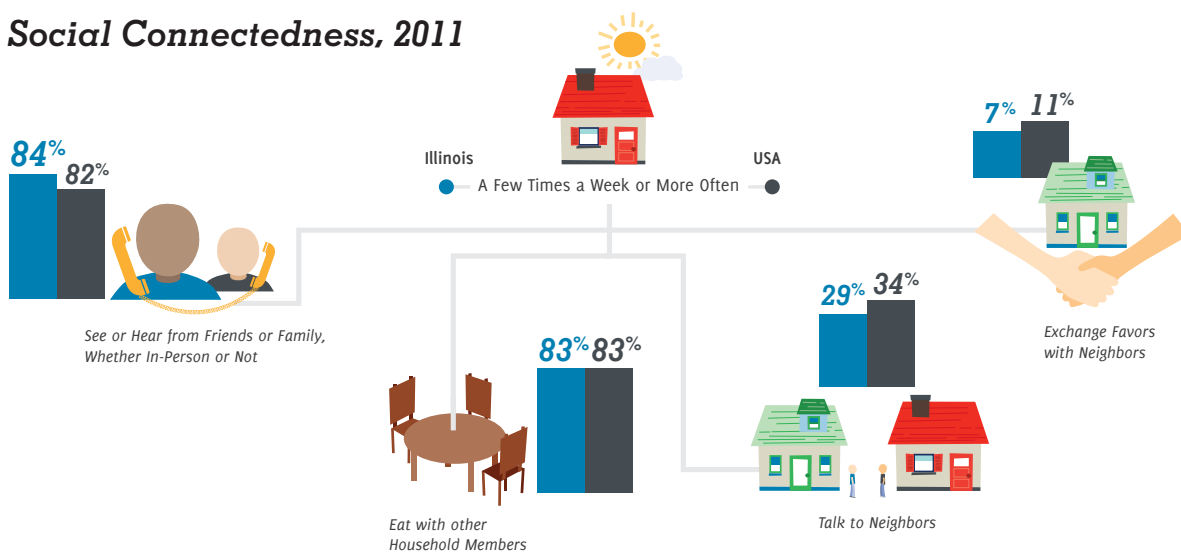 Social Connectedness, 2011
Illinois
USA
A Few Times a Week or More Often
84%
82%
See or Hear from Friends or Family,
Whether In-Person or Not
83% 83%
Eat with other
Household Members
29%
34%
Talk to Neighbors
7%
11%
Exchange Favors
with Neighbors